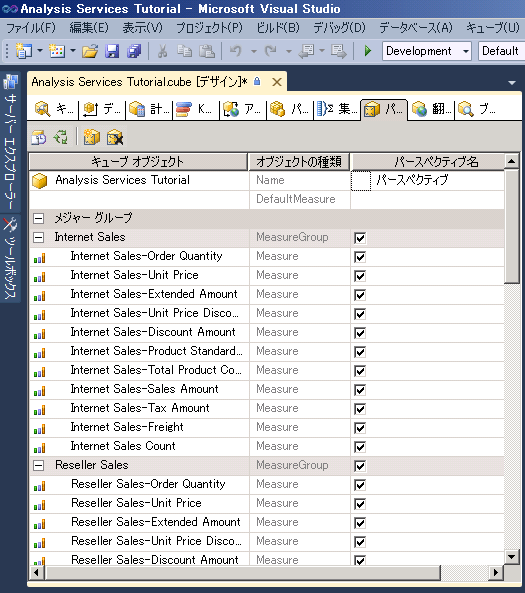 Analysis Services Tutorial - Microsoft Visual Studio
ファイル(F) 編集(E) 表示(V) プロジェクト(P) ビルド(B) デバッグ(D) データベース(A) キューブ(U)
Development Default
Analysis Services Tutorial.cube [デザイン]*
キ... デ... 計... K... ア... パ... 集... パ... 翻... ブ...
サーバー エクスプローラー
ツールボックス
キューブ オブジェクト オブジェクトの種類 パースペクティブ名
Analysis Services Tutorial Name パースペクティブ
DefaultMeasure
メジャー グループ
Internet Sales MeasureGroup
Internet Sales-Order Quantity Measure
Internet Sales-Unit Price Measure
Internet Sales-Extended Amount Measure
Internet Sales-Unit Price Disco... Measure
Internet Sales-Discount Amount Measure
Internet Sales-Product Standard... Measure
Internet Sales-Total Product Co... Measure
Internet Sales-Sales Amount Measure
Internet Sales-Tax Amount Measure
Internet Sales-Freight Measure
Internet Sales Count Measure
Reseller Sales MeasureGroup
Reseller Sales-Order Quantity Measure
Reseller Sales-Unit Price Measure
Reseller Sales-Extended Amount Measure
Reseller Sales-Unit Price Disco... Measure
Reseller Sales-Discount Amount Measure